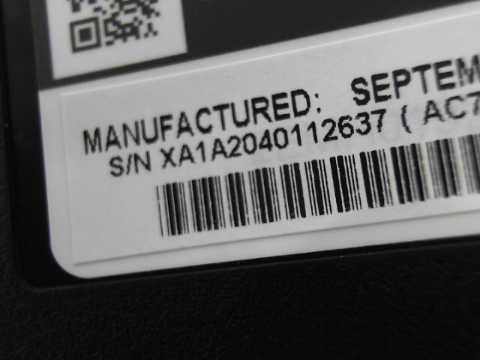 MANUFACTURED: SEPTEM
S/N XA1A2040112637 ( AC7